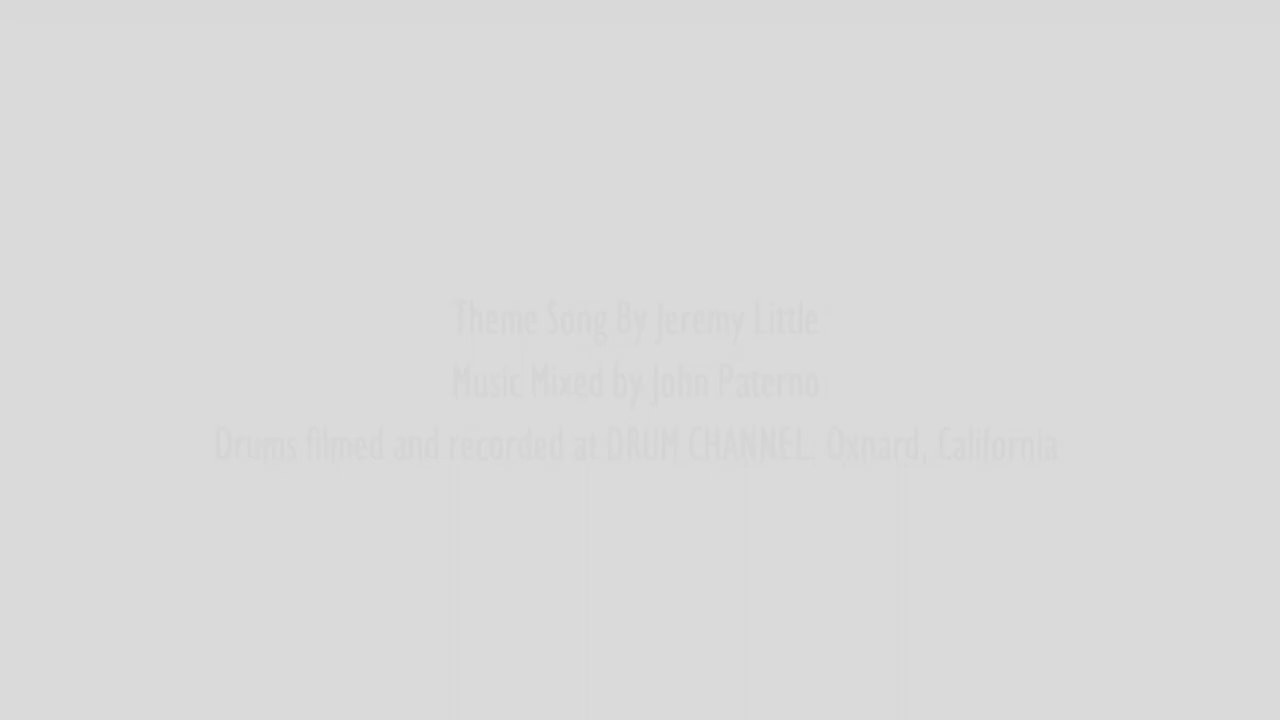 Theme Song By Jeremy Little
Music Mixed by John Paterno
Drums filmed and recorded at DRUM CHANNEL. Oxnard, California